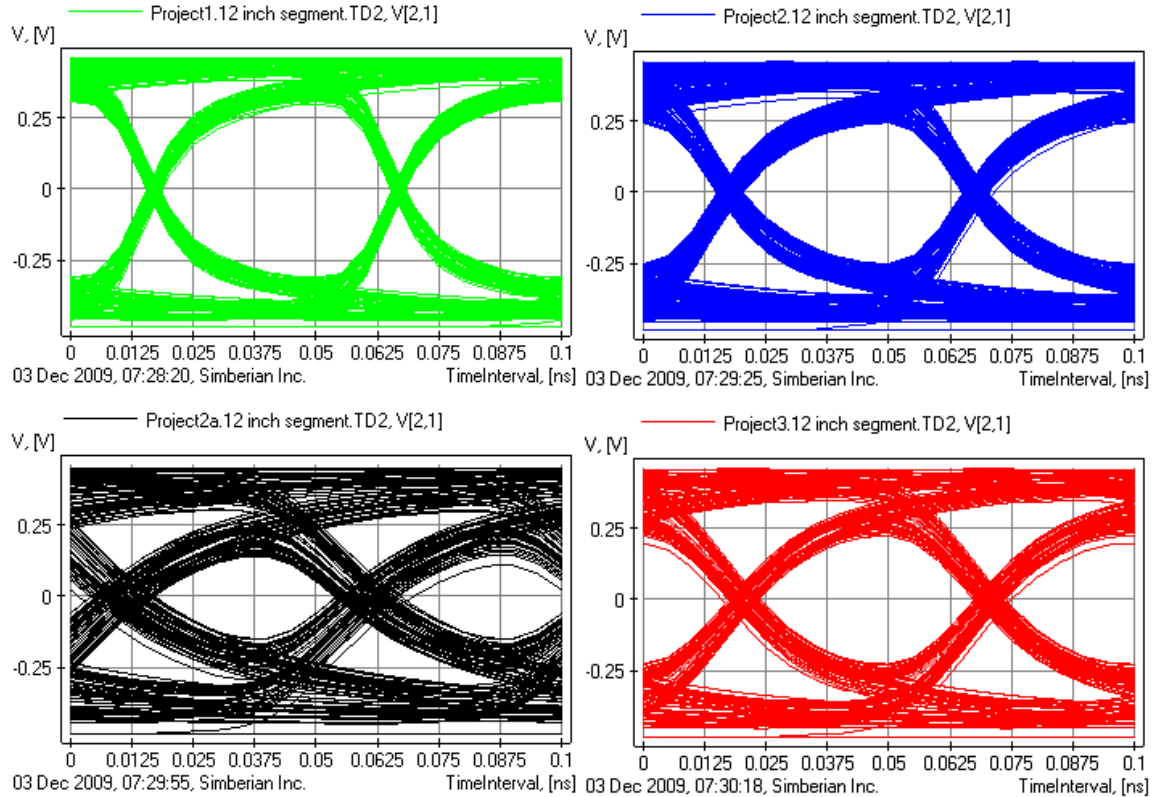 Project1.12 inch segment.TD2, V[2,1]
V, [V]
0.25
0
-0.25
0 0.0125 0.025 0.0375 0.05 0.0625 0.075 0.0875 0.1
03 Dec 2009, 07:28:20, Simberian Inc. TimeInterval, [ns]
Project2.12 inch segment.TD2, V[2,1]
V, [V]
0.25
0
-0.25
0 0.0125 0.025 0.0375 0.05 0.0625 0.075 0.0875 0.1
03 Dec 2009, 07:29:25, Simberian Inc. TimeInterval, [ns]
Project2a.12 inch segment.TD2, V[2,1]
V, [V]
0.25
0
-0.25
0 0.0125 0.025 0.0375 0.05 0.0625 0.075 0.0875 0.1
03 Dec 2009, 07:29:55, Simberian Inc. TimeInterval, [ns]
Project3.12 inch segment.TD2, V[2,1]
V, [V]
0.25
0
-0.25
0 0.0125 0.025 0.0375 0.05 0.0625 0.075 0.0875 0.1
03 Dec 2009, 07:30:18, Simberian Inc. TimeInterval, [ns]